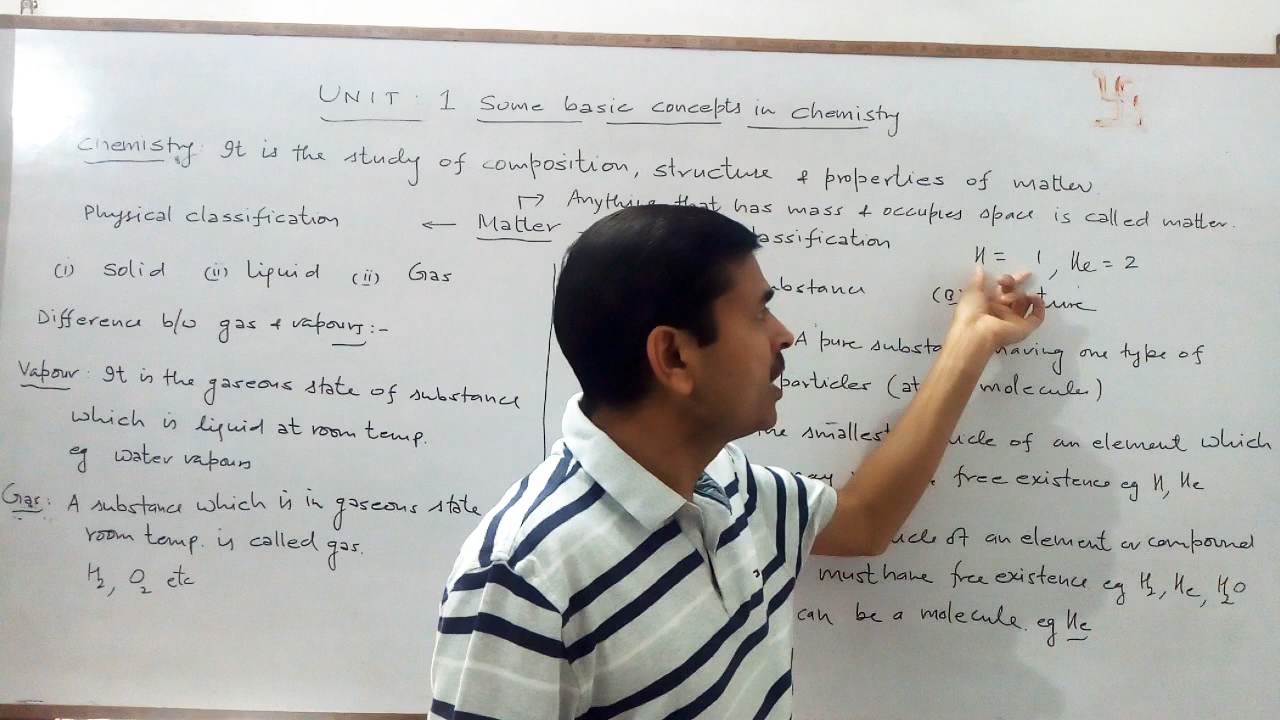 UNIT : 1 Some basic concepts in Chemistry
Chemistry: It is the study of composition, structure & properties of matter.
Anything that has mass & occupies space is called matter.
Physical classification ← Matter
assification
H = 1, He = 2
(i) Solid (ii) liquid (ii) Gas
bstance
Difference b/w gas & vapours :-
A pure substa having one type of
particles (at molecule)
Vapour : It is the gaseous state of substance
which is liquid at room temp.
eg water vapours
smallest cle of an element which
free existence eg H, He
Gas : A substance which is in gaseous state
room temp. is called gas.
H2, O2 etc
of an element or compound
must have free existence eg H2, He, H2O
can be a molecule. eg He